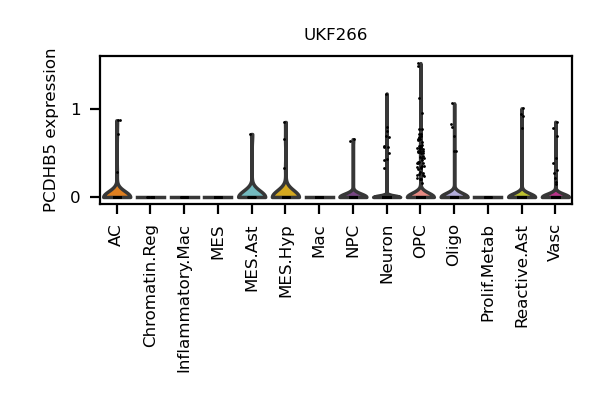 UKF266
PCDHB5 expression
1
0
AC
Chromatin.Reg
Inflammatory.Mac
MES
MES.Ast
MES.Hyp
Mac
NPC
Neuron
OPC
Oligo
Prolif.Metab
Reactive.Ast
Vasc